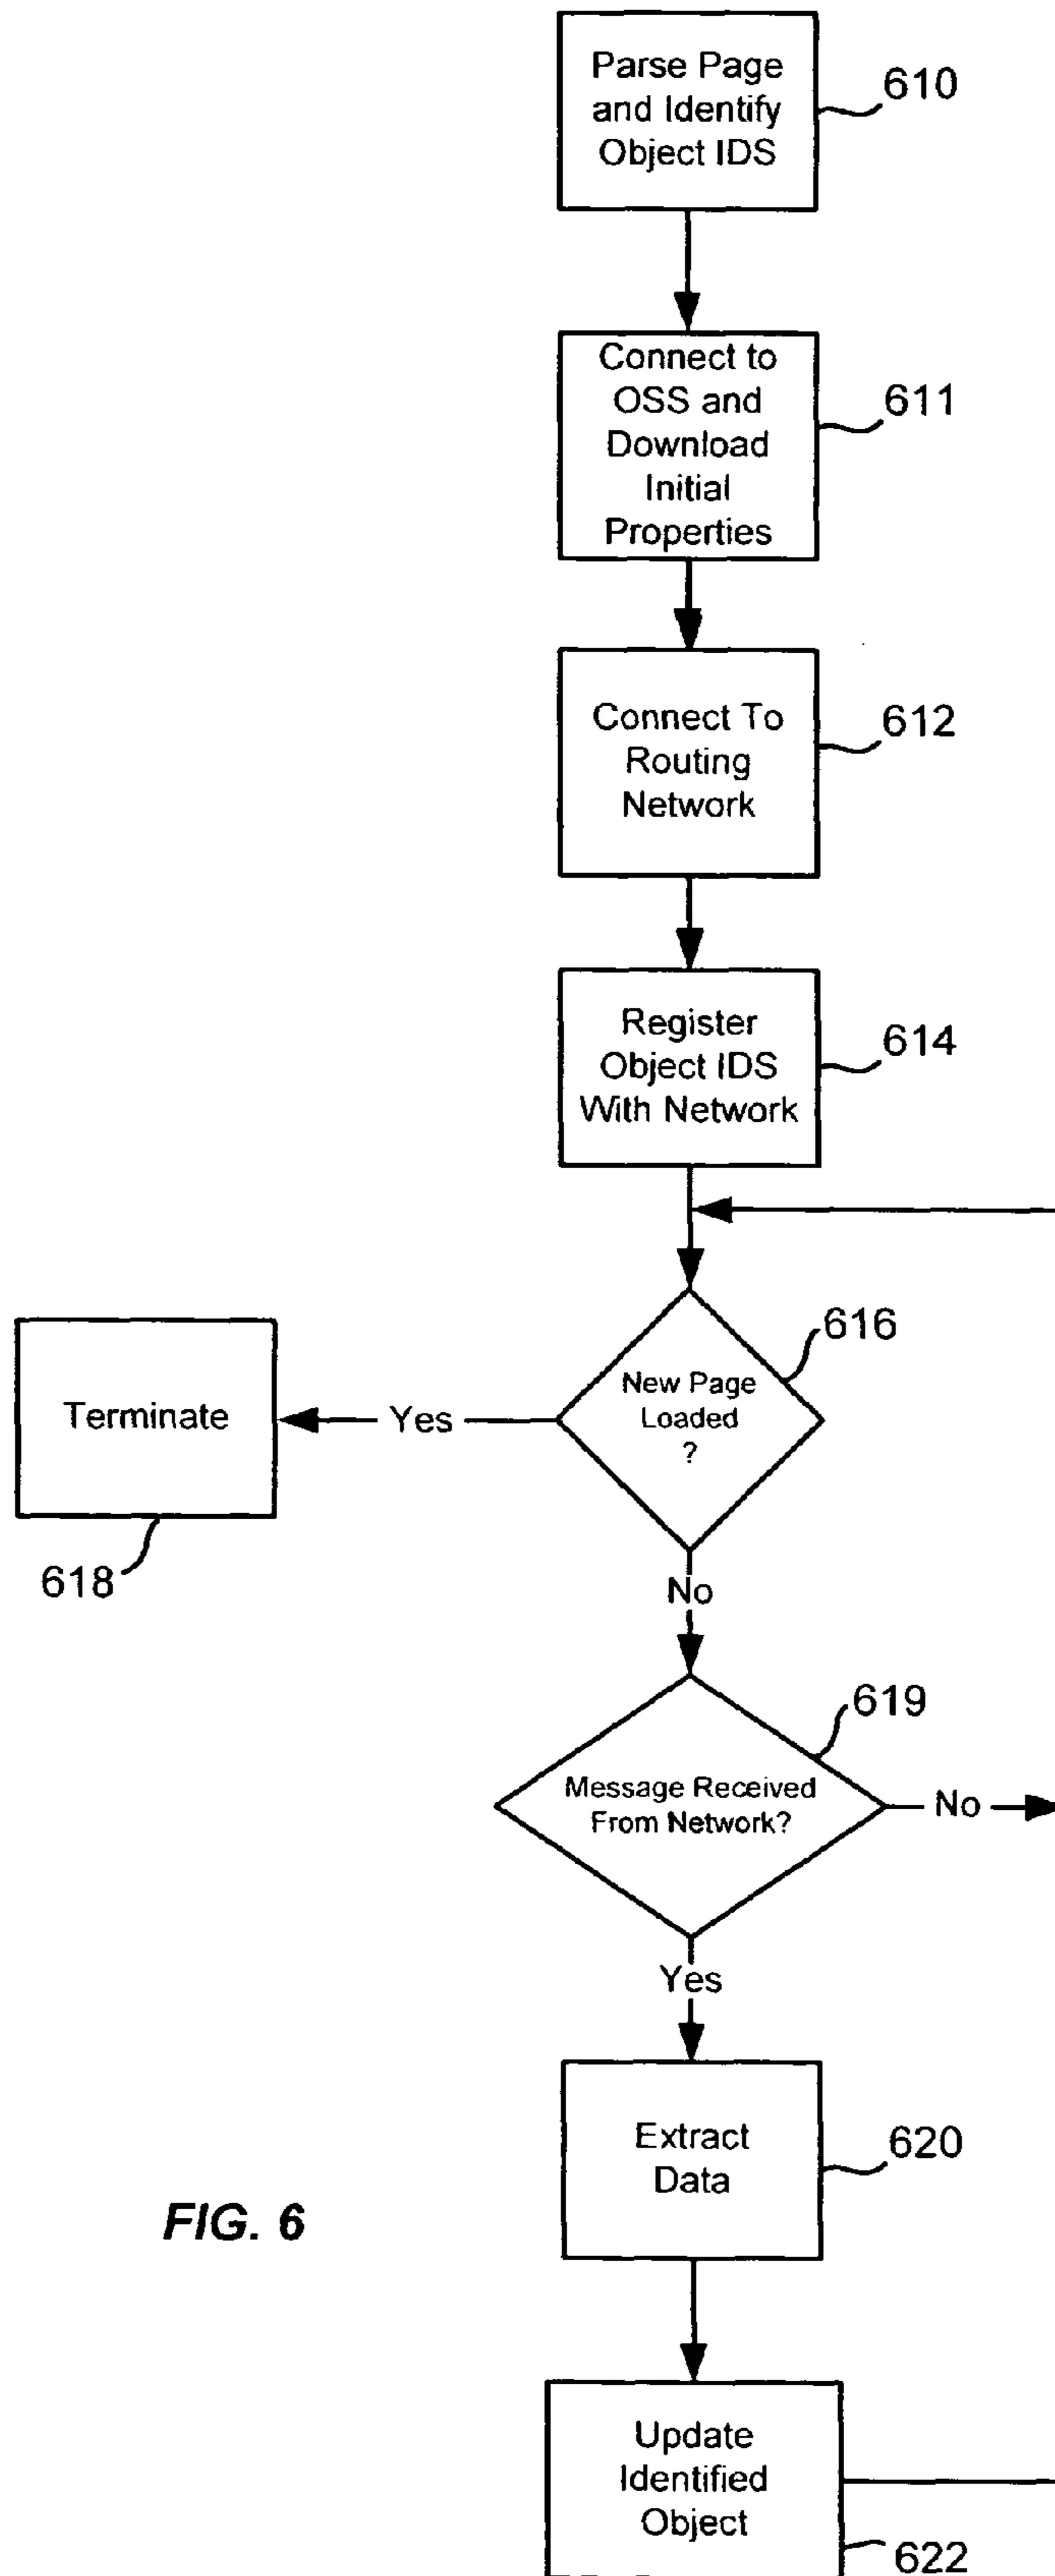 Parse Page
and Identify
Object IDS
610
Connect to
OSS and
Download
Initial
Properties
611
Connect To
Routing
Network
612
Register
Object IDS
With Network
614
New Page
Loaded
?
616
Yes
Terminate
618
No
Message Received
From Network?
619
No
Yes
Extract
Data
620
FIG. 6
Update
Identified
Object
622